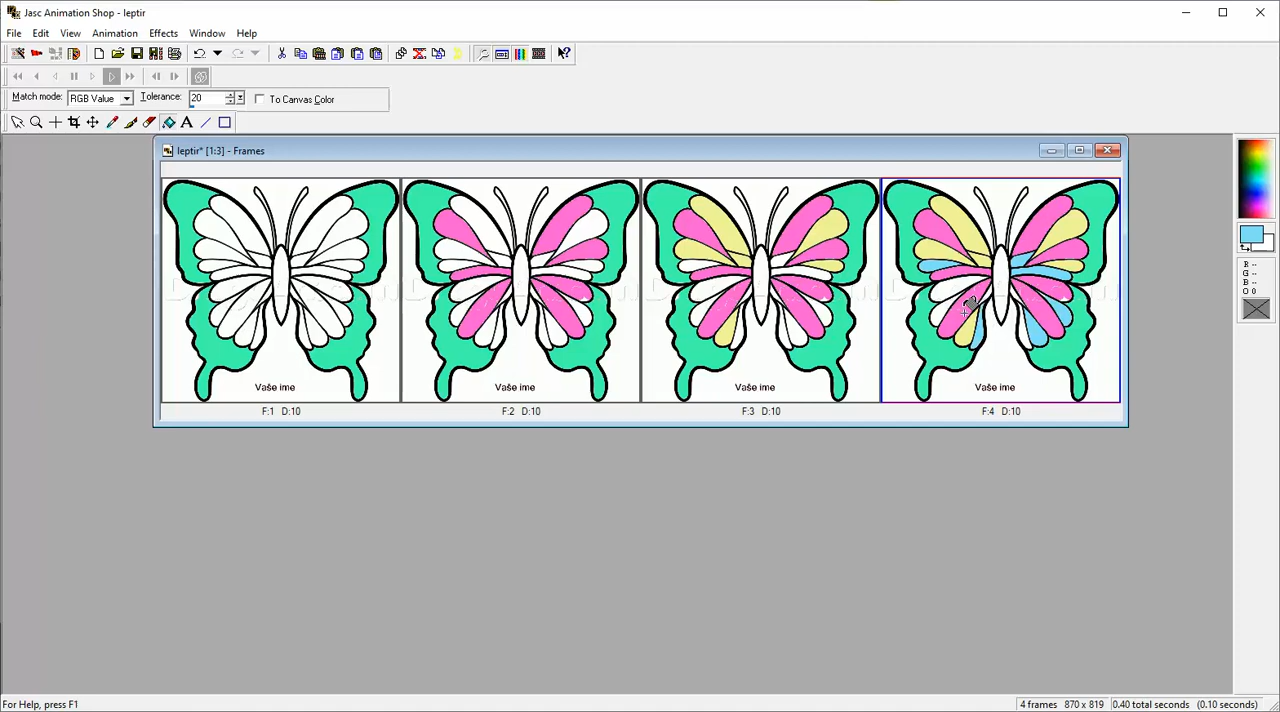 Jasc Animation Shop - leptir
File Edit View Animation Effects Window Help
Match mode: RGB Value Tolerance: 20 To Canvas Color
leptir* [1:3] - Frames
Vaše ime Vaše ime Vaše ime Vaše ime
F:1 D:10 F:2 D:10 F:3 D:10 F:4 D:10
R --
G --
B --
O 0
For Help, press F1 4 frames 870 x 819 0.40 total seconds (0.10 seconds)